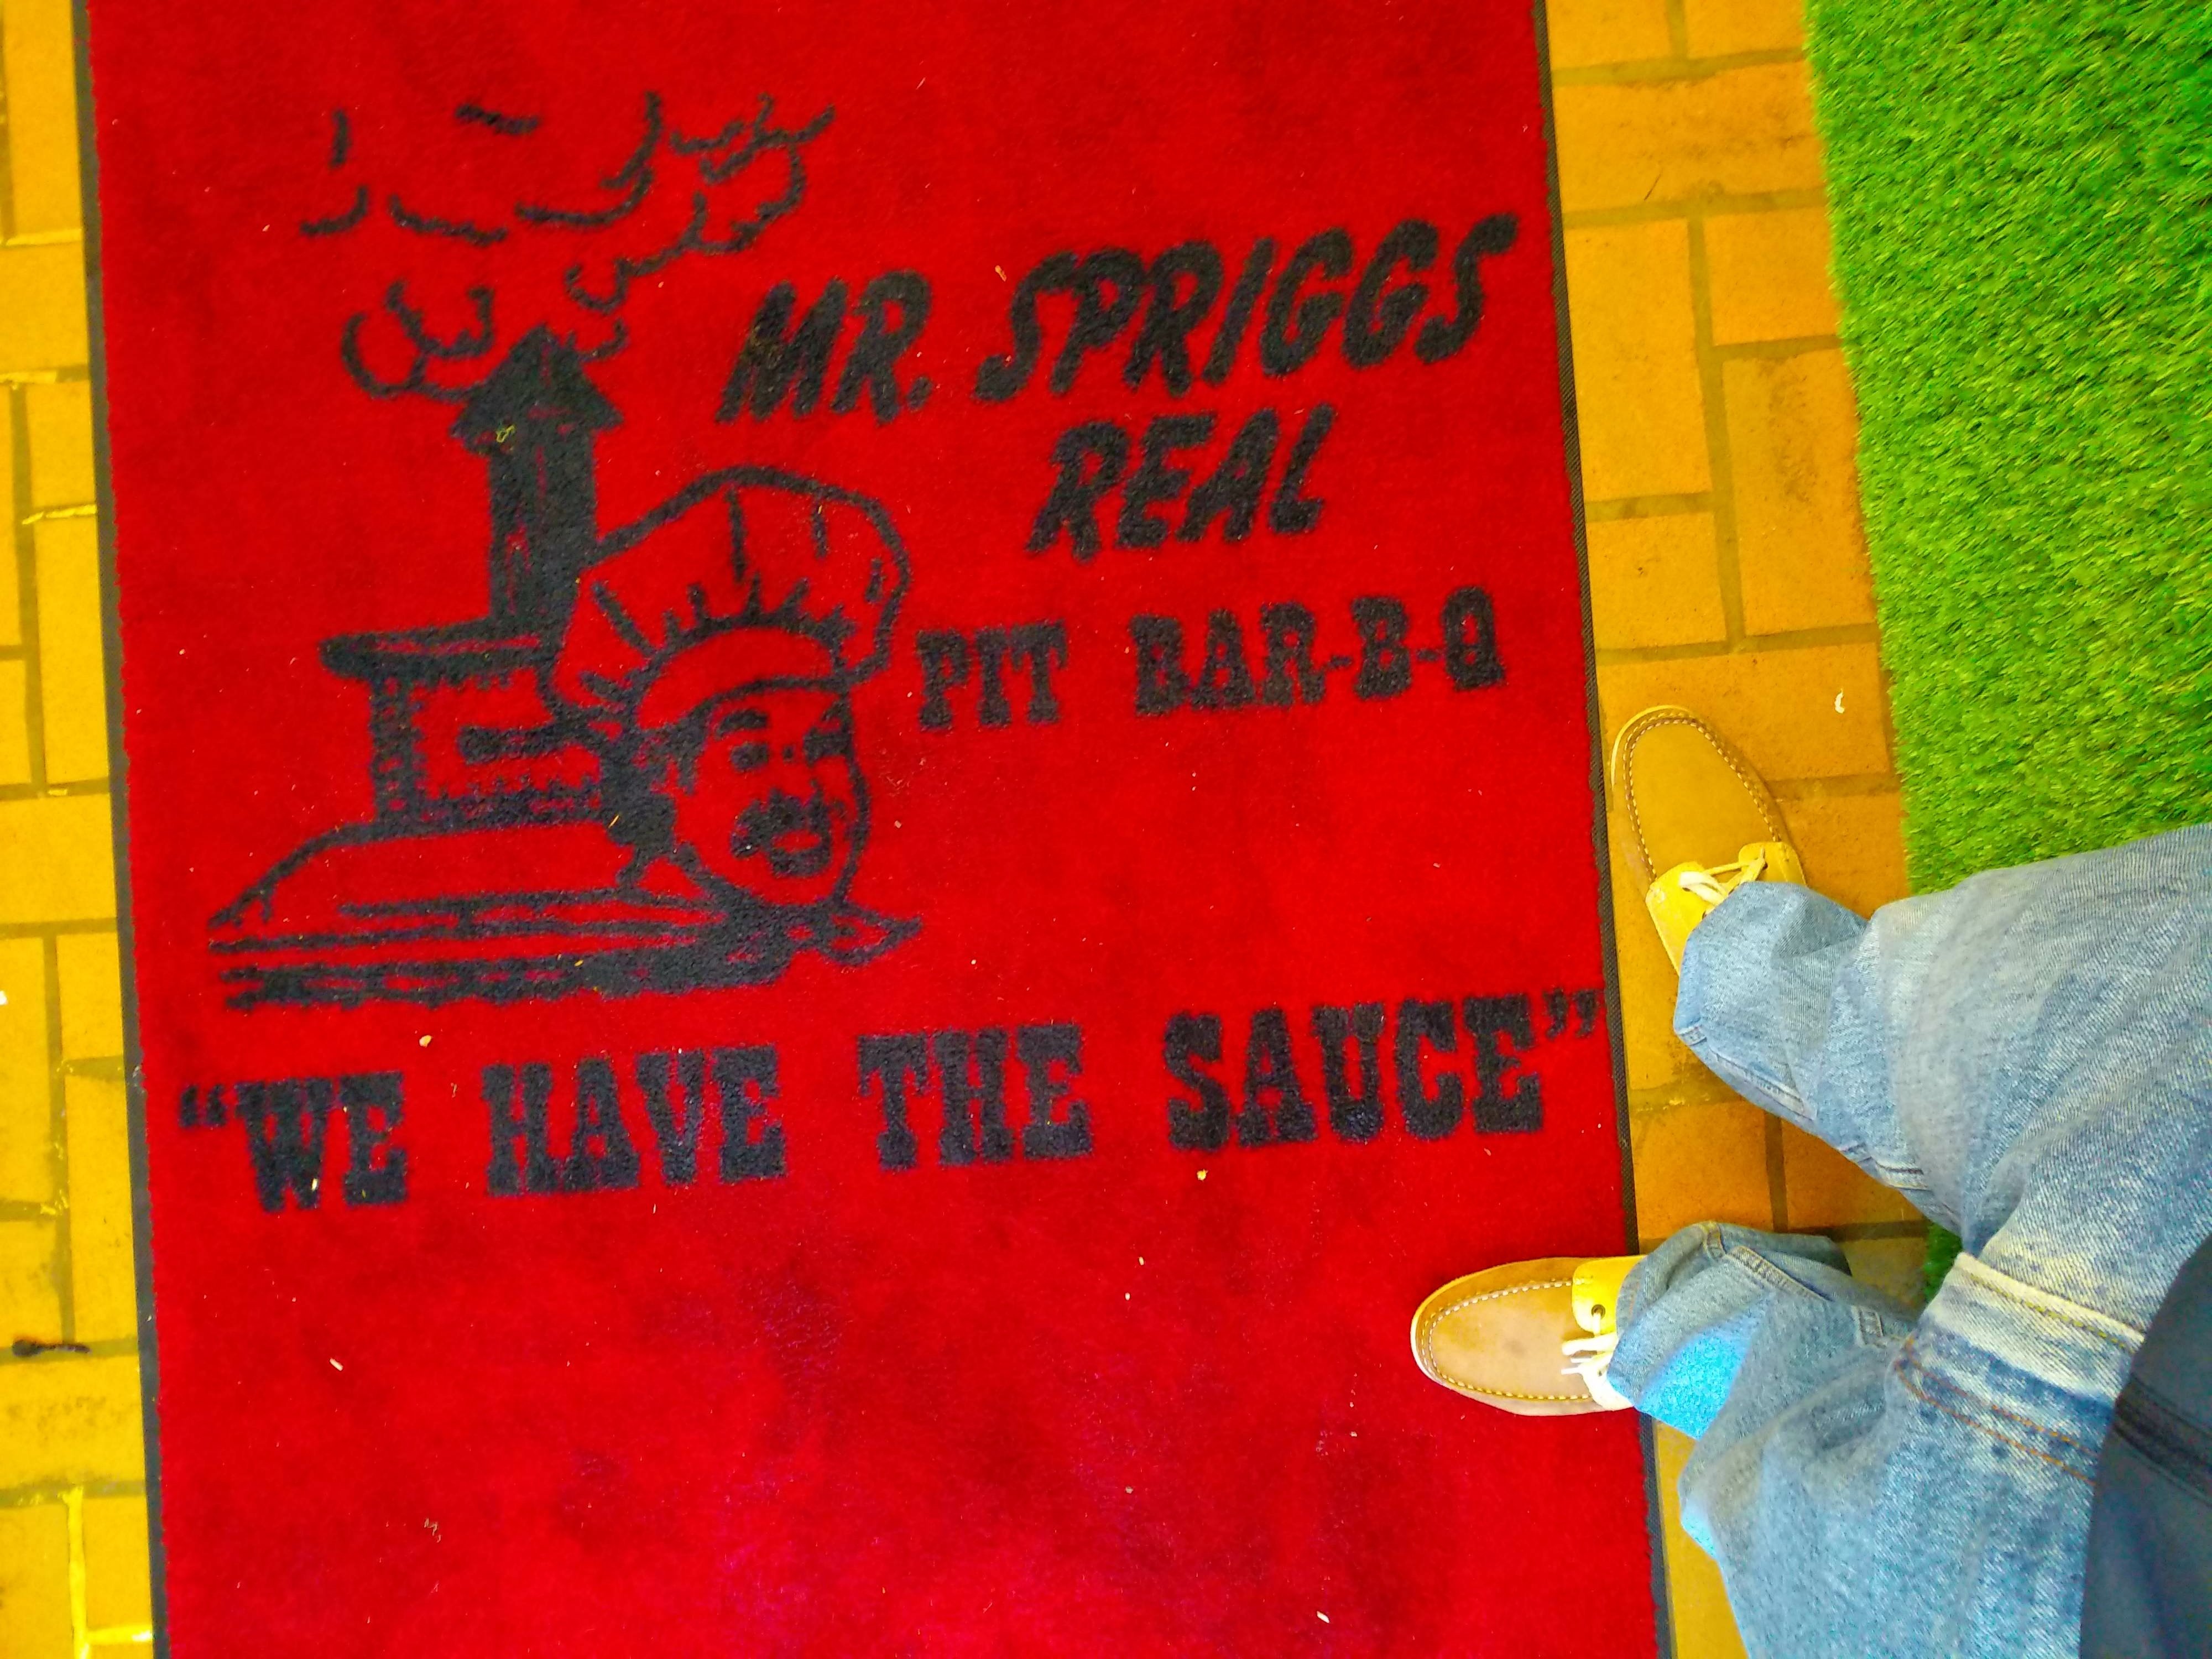 MR. SPRIGGS
REAL
PIT BAR-B-Q
“WE HAVE THE SAUCE”